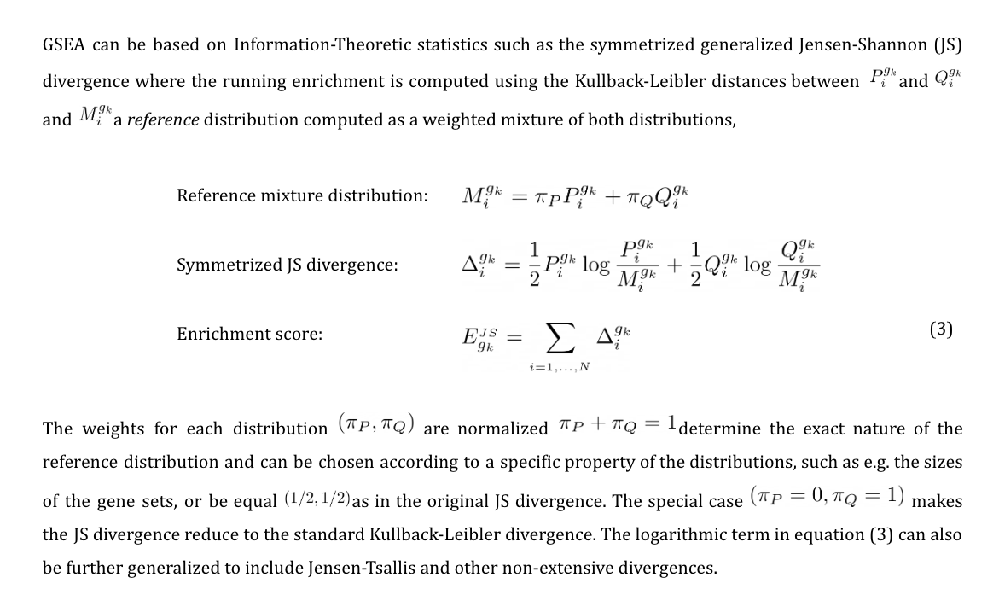 GSEA can be based on Information-Theoretic statistics such as the symmetrized generalized Jensen-Shannon (JS)
divergence where the running enrichment is computed using the Kullback-Leibler distances between $P_i^{g_k}$ and $Q_i^{g_k}$
and $M_i^{g_k}$ a reference distribution computed as a weighted mixture of both distributions,
Reference mixture distribution: $M_i^{g_k} = \pi_P P_i^{g_k} + \pi_Q Q_i^{g_k}$
Symmetrized JS divergence: $\Delta_i^{g_k} = \frac{1}{2} P_i^{g_k} \log \frac{P_i^{g_k}}{M_i^{g_k}} + \frac{1}{2} Q_i^{g_k} \log \frac{Q_i^{g_k}}{M_i^{g_k}}$
Enrichment score: $E_{g_k}^{JS} = \sum_{i=1,\ldots,N} \Delta_i^{g_k}$ (3)
The weights for each distribution $(\pi_P, \pi_Q)$ are normalized $\pi_P + \pi_Q = 1$ determine the exact nature of the
reference distribution and can be chosen according to a specific property of the distributions, such as e.g. the sizes
of the gene sets, or be equal $(1/2, 1/2)$ as in the original JS divergence. The special case $(\pi_P = 0, \pi_Q = 1)$ makes
the JS divergence reduce to the standard Kullback-Leibler divergence. The logarithmic term in equation (3) can also
be further generalized to include Jensen-Tsallis and other non-extensive divergences.